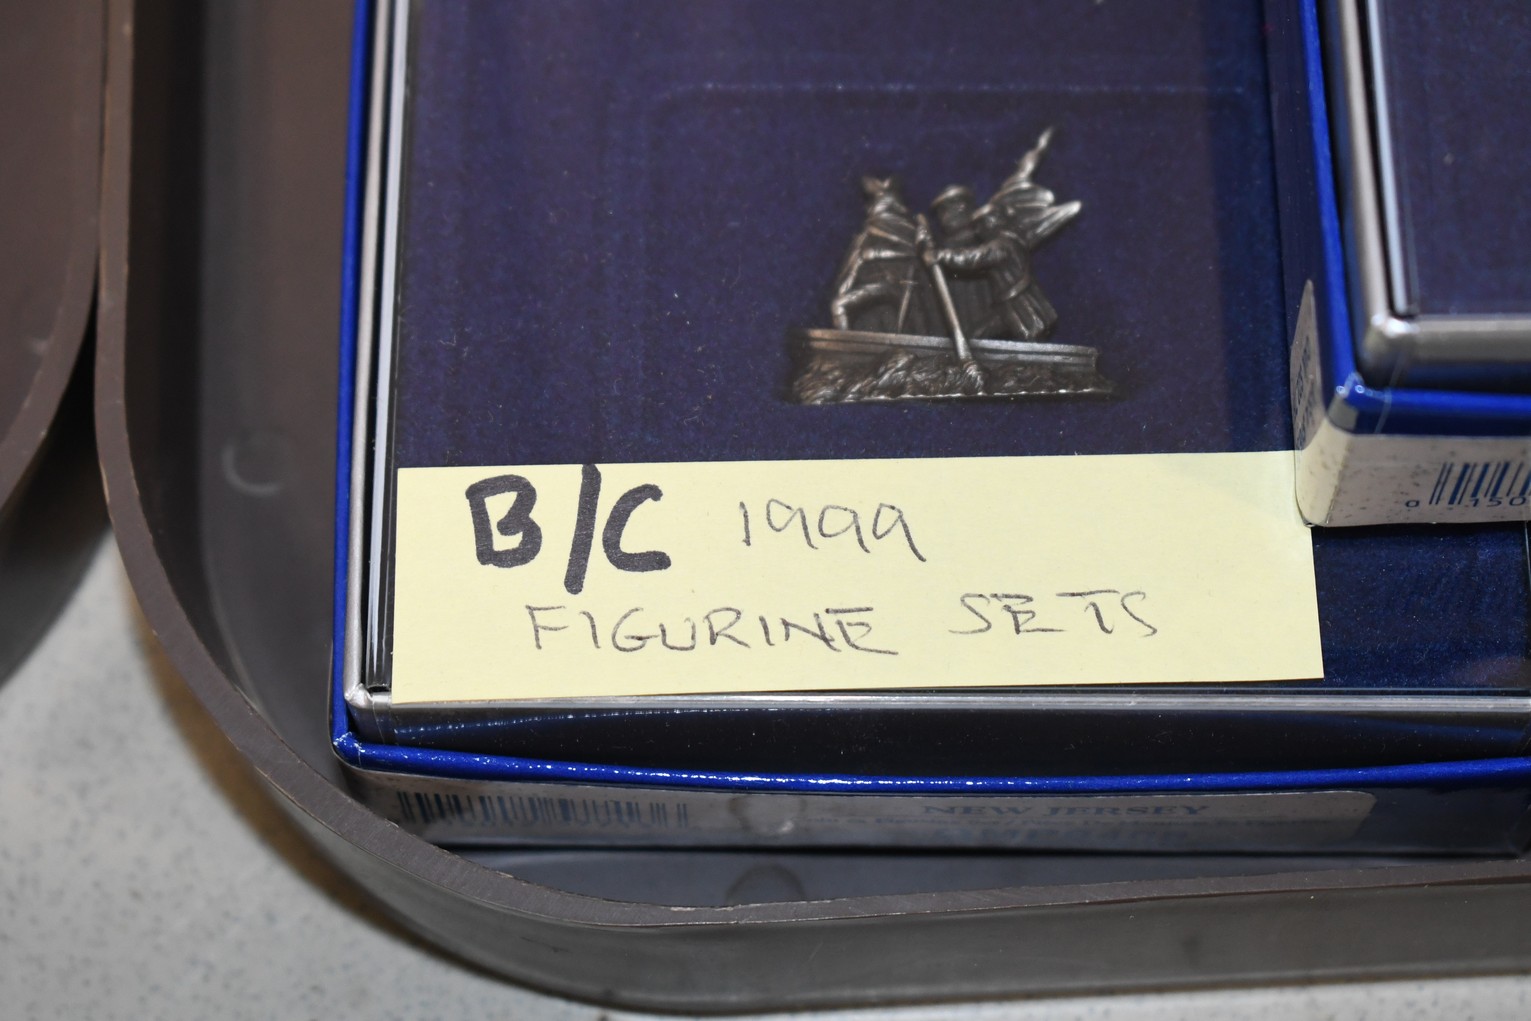 B/C 1999
FIGURINE SETS
NEW JERSEY